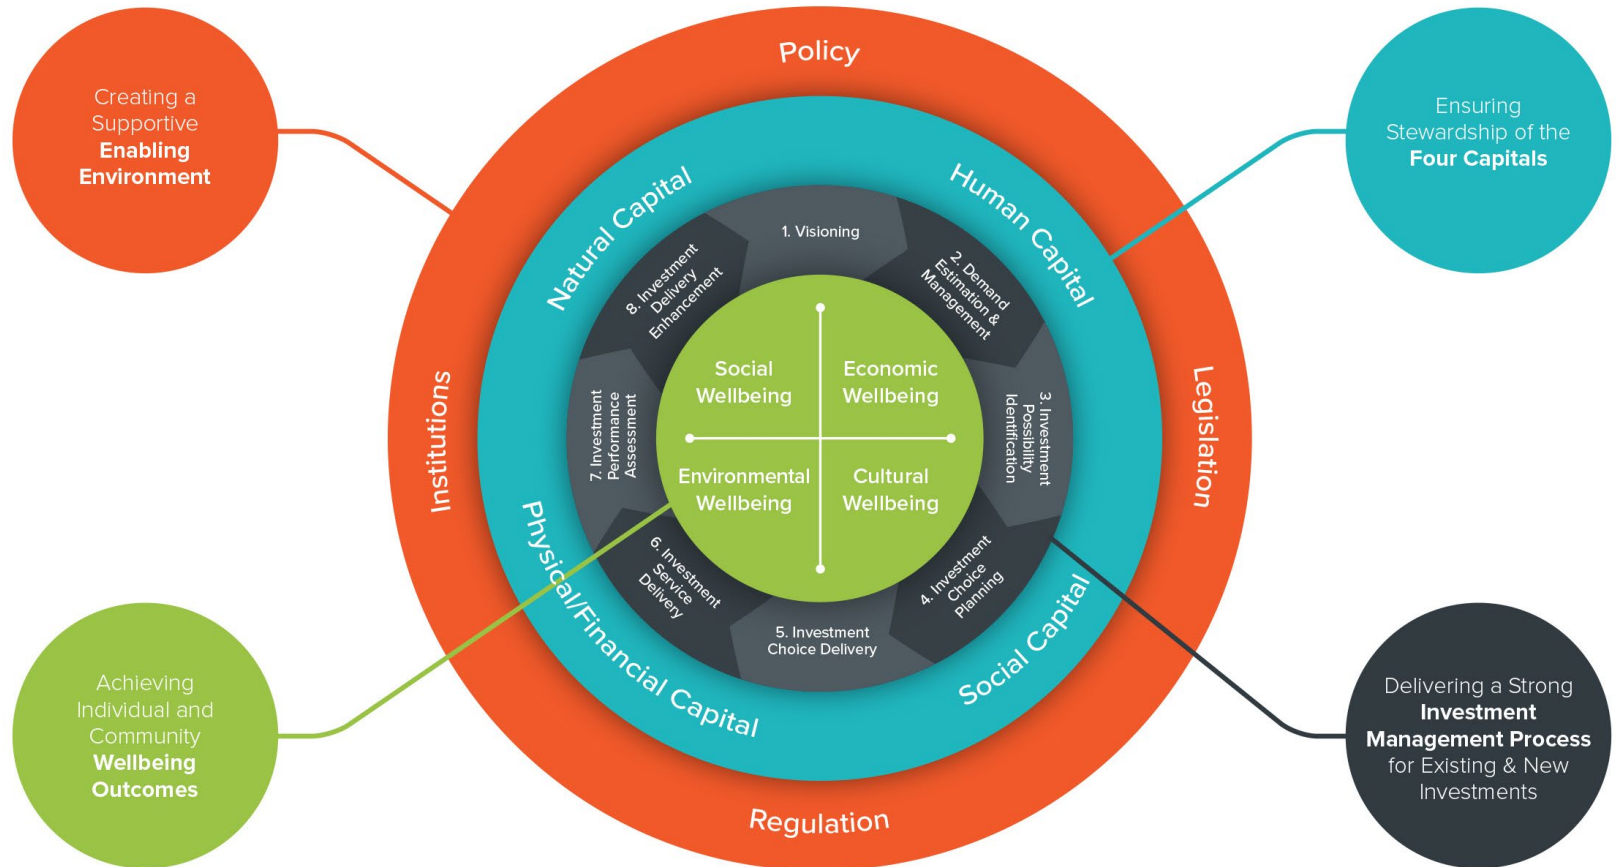 Creating a
Supportive
Enabling
Environment
Policy
Ensuring
Stewardship of the
Four Capitals
Natural Capital
Human Capital
Institutions
Legislation
1. Visioning
2. Demand
Estimation &
Management
3. Investment
Possibility
Identification
4. Investment
Choice
Planning
5. Investment
Choice Delivery
6. Investment
Service
Delivery
7. Investment
Performance
Assessment
8. Investment
Delivery
Enhancement
Social
Wellbeing
Economic
Wellbeing
Environmental
Wellbeing
Cultural
Wellbeing
Physical/Financial Capital
Social Capital
Regulation
Achieving
Individual and
Community
Wellbeing
Outcomes
Delivering a Strong
Investment
Management Process
for Existing & New
Investments